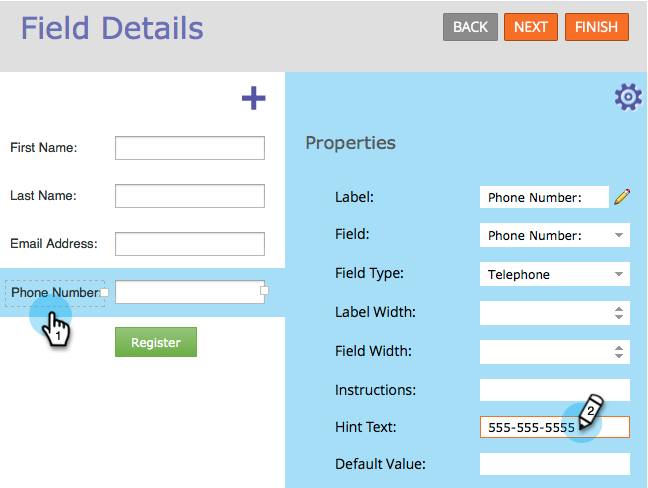 Field Details
BACK NEXT FINISH
First Name:
Last Name:
Email Address:
Phone Number:
1
Register
Properties
Label: Phone Number:
Field: Phone Number:
Field Type: Telephone
Label Width:
Field Width:
Instructions:
Hint Text: 555-555-5555
2
Default Value: